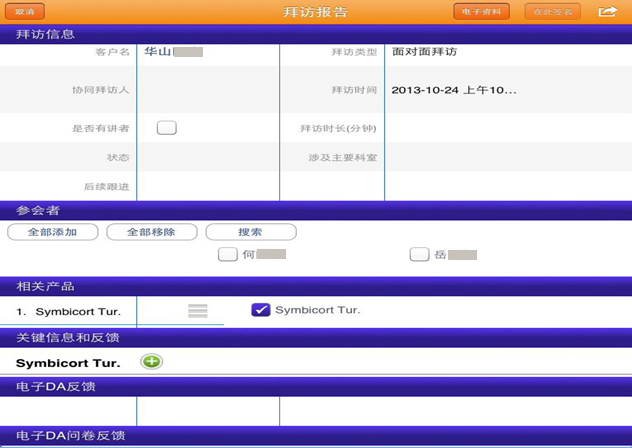 取消 拜访报告 电子资料 在此签名
拜访信息
客户名 华山 拜访类型 面对面拜访
协同拜访人 拜访时间 2013-10-24 上午10...
是否有讲者 拜访时长(分钟)
状态 涉及主要科室
后续跟进
参会者
全部添加 全部移除 搜索
何 岳
相关产品
1. Symbicort Tur. Symbicort Tur.
关键信息和反馈
Symbicort Tur.
电子DA反馈
电子DA问卷反馈